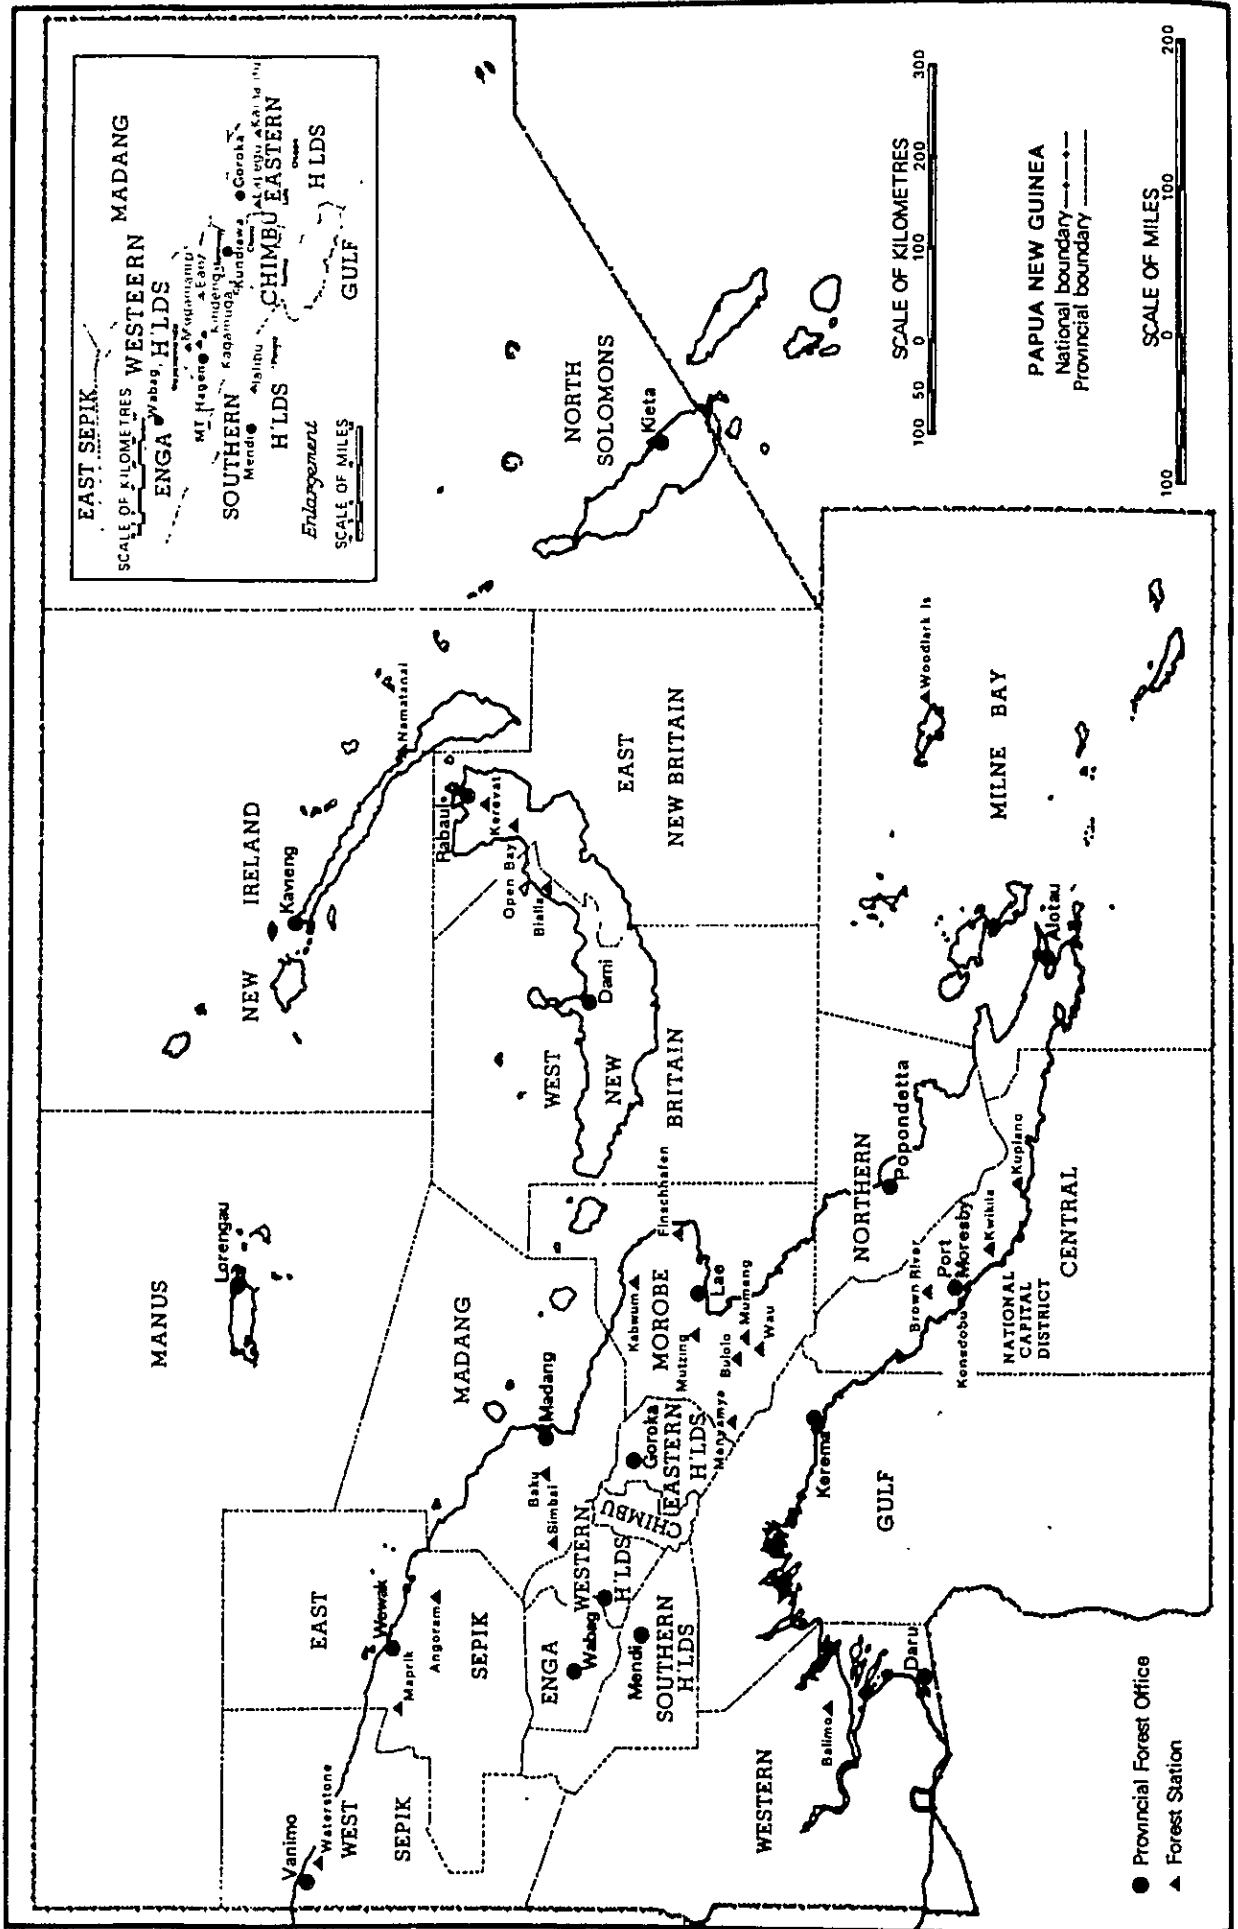 EAST SEPIK
MADANG
SCALE OF KILOMETRES
WESTEERN
ENGA
Wabag
H'LDS
MT Hagen
Kagamuga
Kundiawa
Goroka
SOUTHERN
Mendi
Ialibu
H'LDS
CHIMBU
EASTERN
H'LDS
GULF
Enlargement
SCALE OF MILES
MANUS
Lorengau
NEW
IRELAND
Kavieng
Namatanai
NORTH
SOLOMONS
Kieta
Vanimo
Waterstone
WEST
SEPIK
EAST
SEPIK
Wewak
Maprik
Angoram
MADANG
Madang
Baku
Simbai
ENGA
Wabag
WESTERN
H'LDS
Mendi
SOUTHERN
H'LDS
CHIMBU
Goroka
EASTERN
H'LDS
MOROBE
Kabwum
Finschhafen
Mutzing
Lae
Bulolo
Mumeng
Wau
Menyamya
WEST
NEW
BRITAIN
Dami
Open Bay
Bialla
Rabaul
Kerevat
EAST
NEW BRITAIN
WESTERN
Balimo
Daru
GULF
Kerema
NORTHERN
Popondetta
Brown River
Port
Moresby
Konedobu
Kwikila
Kupiano
NATIONAL
CAPITAL
DISTRICT
CENTRAL
MILNE BAY
Woodlark Is
Alotau
SCALE OF KILOMETRES
100 50 0 100 200 300
PAPUA NEW GUINEA
National boundary
Provincial boundary
SCALE OF MILES
100 0 100 200
Provincial Forest Office
Forest Station